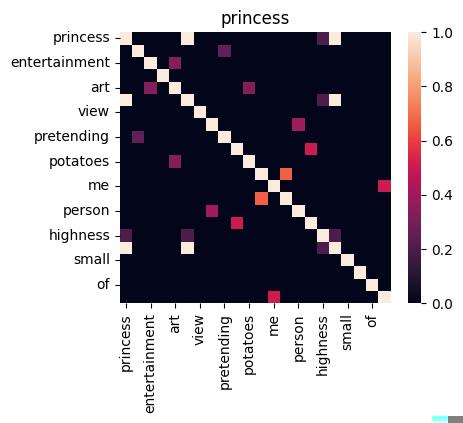 princess
princess
entertainment
art
view
pretending
potatoes
me
person
highness
small
of
1.0
0.8
0.6
0.4
0.2
0.0
princess
entertainment
art
view
pretending
potatoes
me
person
highness
small
of